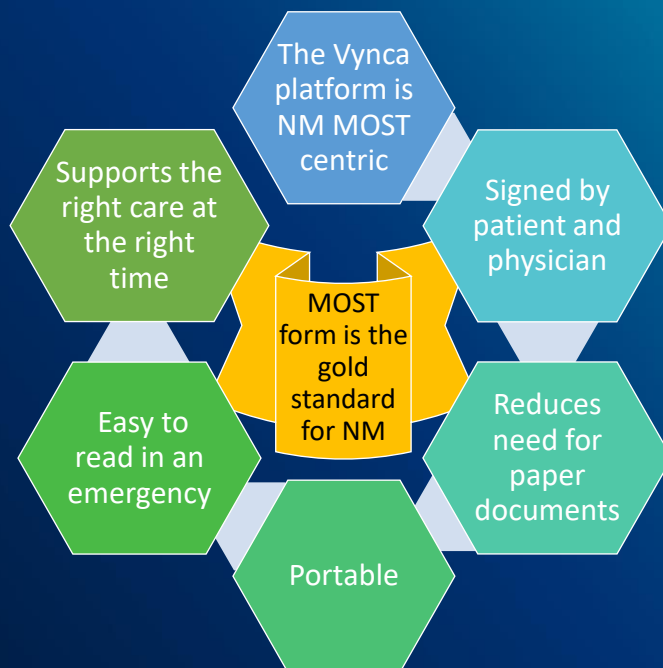 The Vynca
platform is
NM MOST
centric
Signed by
patient and
physician
Reduces
need for
paper
documents
Portable
Easy to
read in an
emergency
Supports the
right care at
the right
time
MOST
form is the
gold
standard
for NM